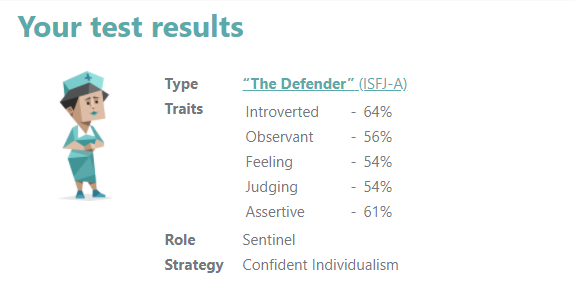 Your test results
Type “The Defender” (ISFJ-A)
Traits Introverted - 64%
Observant - 56%
Feeling - 54%
Judging - 54%
Assertive - 61%
Role Sentinel
Strategy Confident Individualism